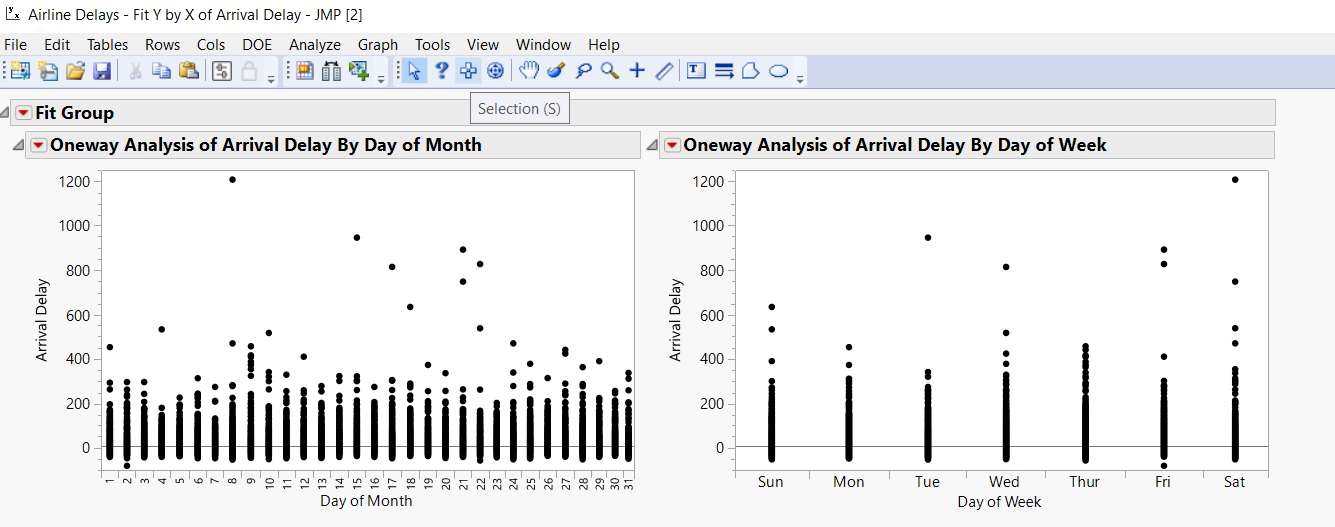 Airline Delays - Fit Y by X of Arrival Delay - JMP [2]
File Edit Tables Rows Cols DOE Analyze Graph Tools View Window Help
Selection (S)
Fit Group
Oneway Analysis of Arrival Delay By Day of Month
1200
1000
800
600
400
200
0
Arrival Delay
1 2 3 4 5 6 7 8 9 10 11 12 13 14 15 16 17 18 19 20 21 22 23 24 25 26 27 28 29 30 31
Day of Month
Oneway Analysis of Arrival Delay By Day of Week
1200
1000
800
600
400
200
0
Arrival Delay
Sun Mon Tue Wed Thur Fri Sat
Day of Week